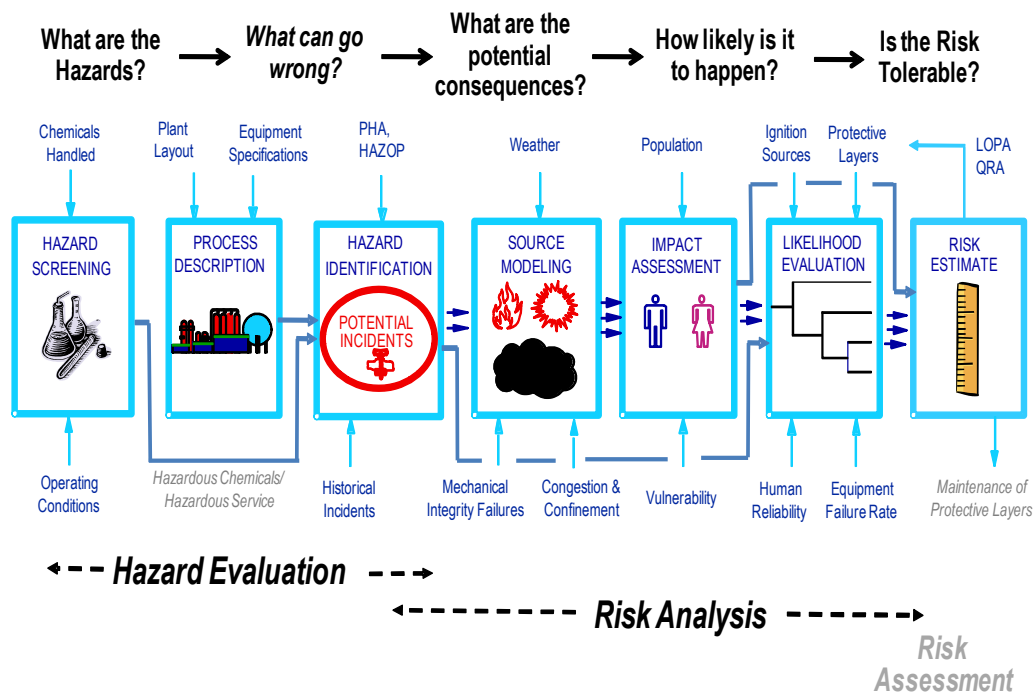 What are the
Hazards?
What can go
wrong?
What are the
potential
consequences?
How likely is it
to happen?
Is the Risk
Tolerable?
Chemicals
Handled
Plant
Layout
Equipment
Specifications
PHA,
HAZOP
Weather
Population
Ignition
Sources
Protective
Layers
LOPA
QRA
HAZARD
SCREENING
PROCESS
DESCRIPTION
HAZARD
IDENTIFICATION
POTENTIAL
INCIDENTS
SOURCE
MODELING
IMPACT
ASSESSMENT
LIKELIHOOD
EVALUATION
RISK
ESTIMATE
Operating
Conditions
Hazardous Chemicals/
Hazardous Service
Historical
Incidents
Mechanical
Integrity Failures
Congestion &
Confinement
Vulnerability
Human
Reliability
Equipment
Failure Rate
Maintenance of
Protective Layers
Hazard Evaluation
Risk Analysis
Risk
Assessment